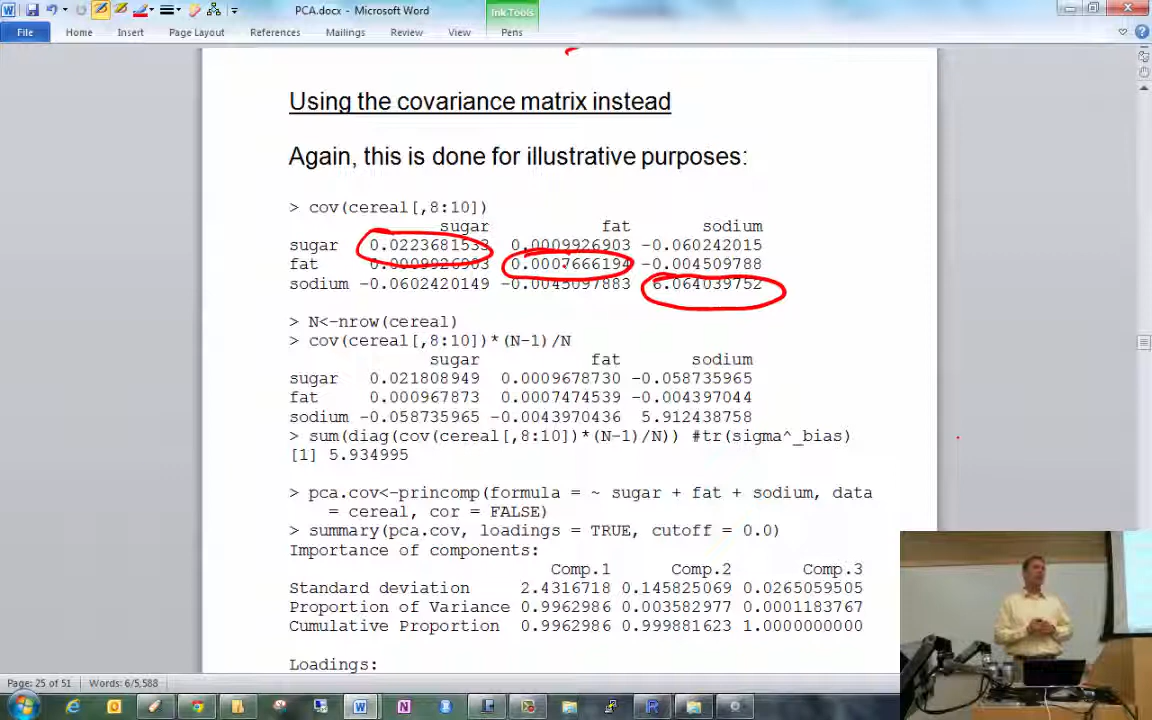 PCA.docx - Microsoft Word
Ink Tools
File Home Insert Page Layout References Mailings Review View Pens
Using the covariance matrix instead
Again, this is done for illustrative purposes:
> cov(cereal[,8:10])
sugar fat sodium
sugar 0.0223681533 0.0009926903 -0.060242015
fat 0.0009926903 0.0007666194 -0.004509788
sodium -0.0602420149 -0.0045097883 6.064039752
> N<-nrow(cereal)
> cov(cereal[,8:10])*(N-1)/N
sugar fat sodium
sugar 0.021808949 0.0009678730 -0.058735965
fat 0.000967873 0.0007474539 -0.004397044
sodium -0.058735965 -0.0043970436 5.912438758
> sum(diag(cov(cereal[,8:10])*(N-1)/N)) #tr(sigma^_bias)
[1] 5.934995
> pca.cov<-princomp(formula = ~ sugar + fat + sodium, data
= cereal, cor = FALSE)
> summary(pca.cov, loadings = TRUE, cutoff = 0.0)
Importance of components:
Comp.1 Comp.2 Comp.3
Standard deviation 2.4316718 0.145825069 0.0265059505
Proportion of Variance 0.9962986 0.003582977 0.0001183767
Cumulative Proportion 0.9962986 0.999881623 1.0000000000
Loadings:
Page: 25 of 51 Words: 6/5,588